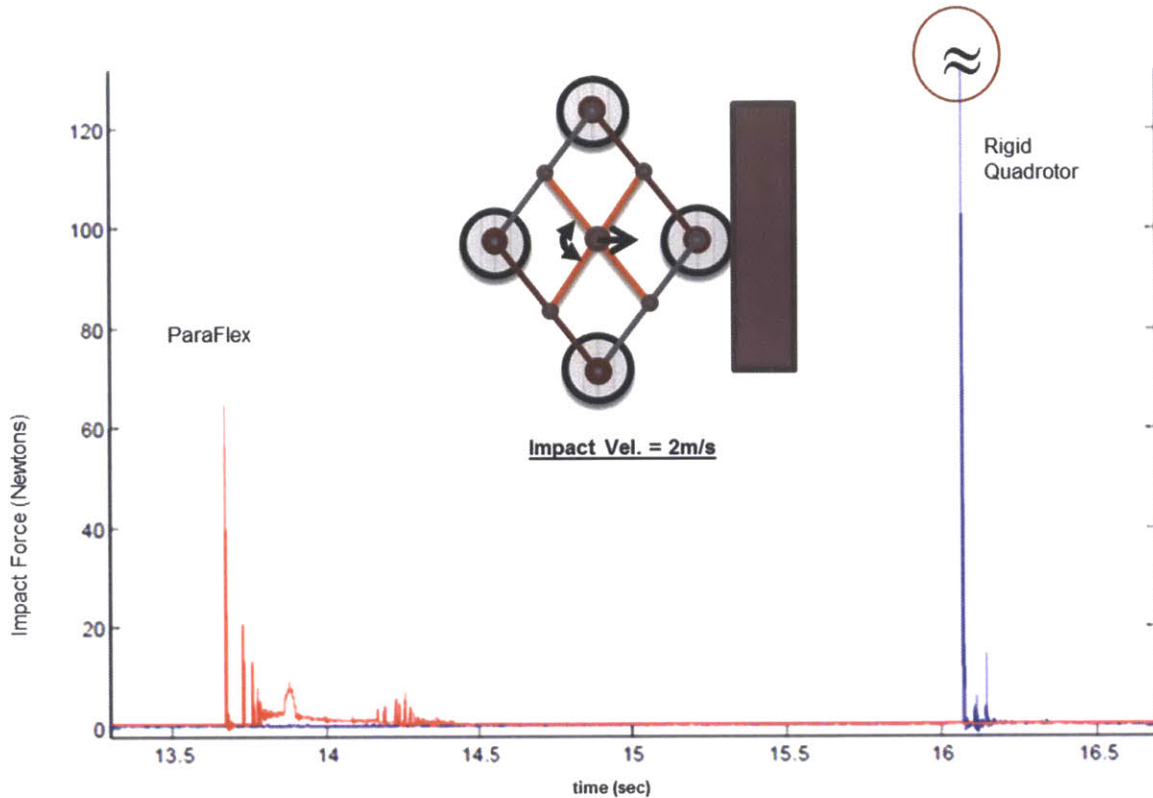 ≈
120
100
80
60
40
20
0
Impact Force (Newtons)
ParaFlex
Rigid
Quadrotor
Impact Vel. = 2m/s
13.5
14
14.5
15
15.5
16
16.5
time (sec)